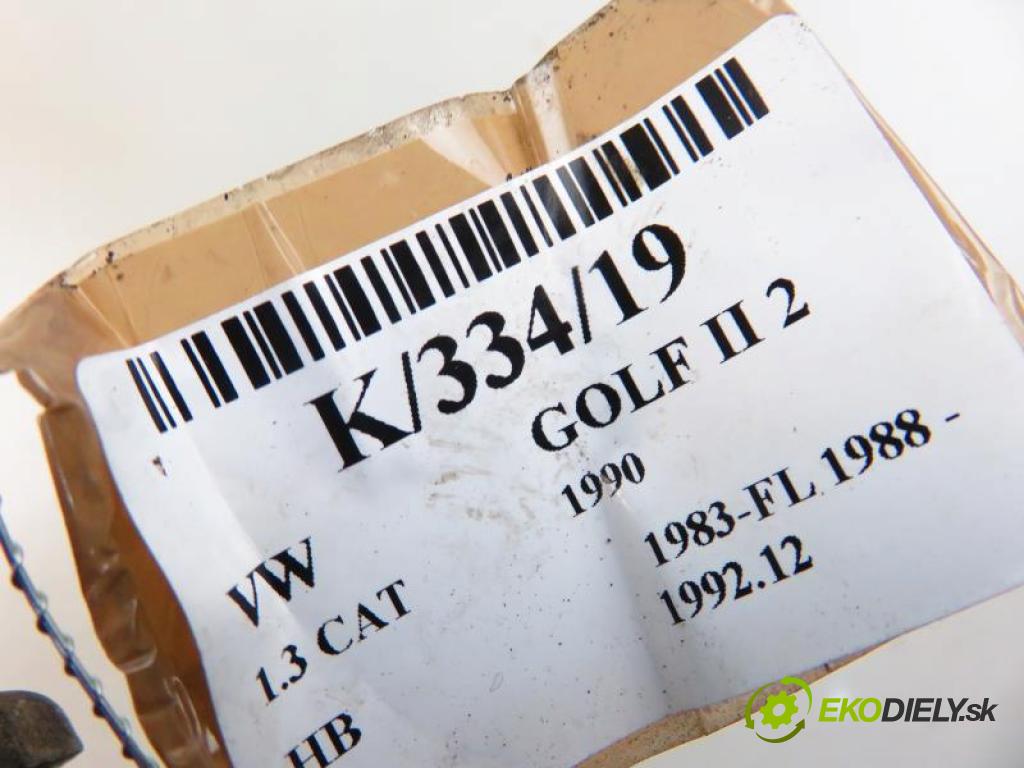 K/334/19
VW GOLF II 2
1.3 CAT 1990
HB 1983-FL 1988 -
1992.12
EKODIELY.sk